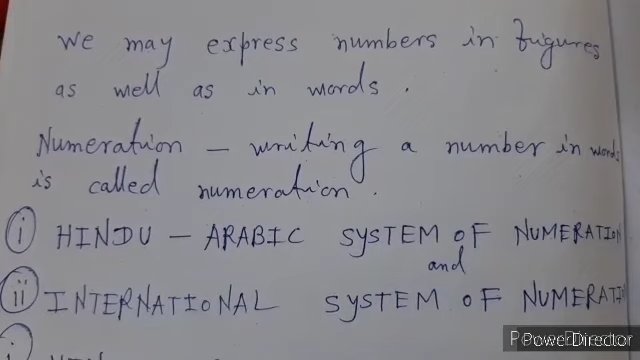 We may express numbers in figures
as well as in words.
Numeration – writing a number in words
is called numeration.
(i) HINDU – ARABIC SYSTEM OF NUMERATION
and
(ii) INTERNATIONAL SYSTEM OF NUMERATI
PowerDirector